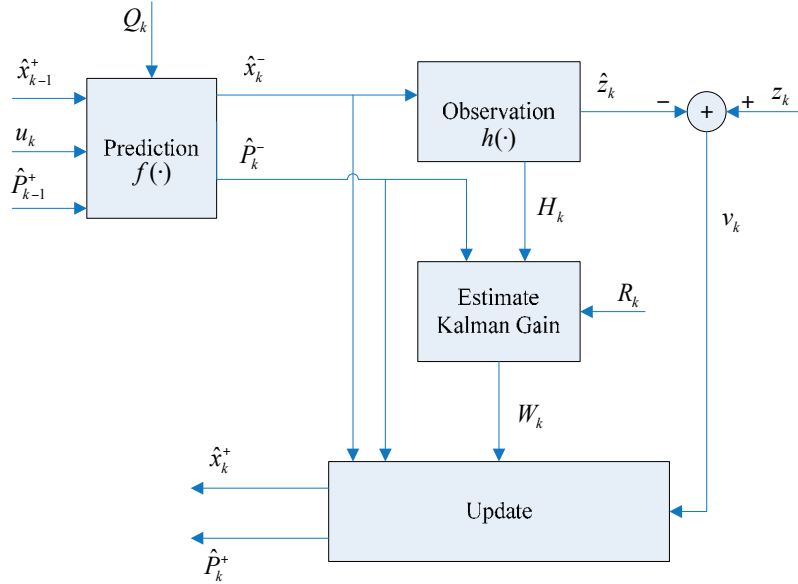 Q_k
x̂⁺_{k−1}
x̂⁻_k
Observation
h(·)
ẑ_k
−
+
+
z_k
u_k
Prediction
f(·)
P̂⁻_k
P̂⁺_{k−1}
H_k
v_k
Estimate
Kalman Gain
R_k
W_k
x̂⁺_k
Update
P̂⁺_k